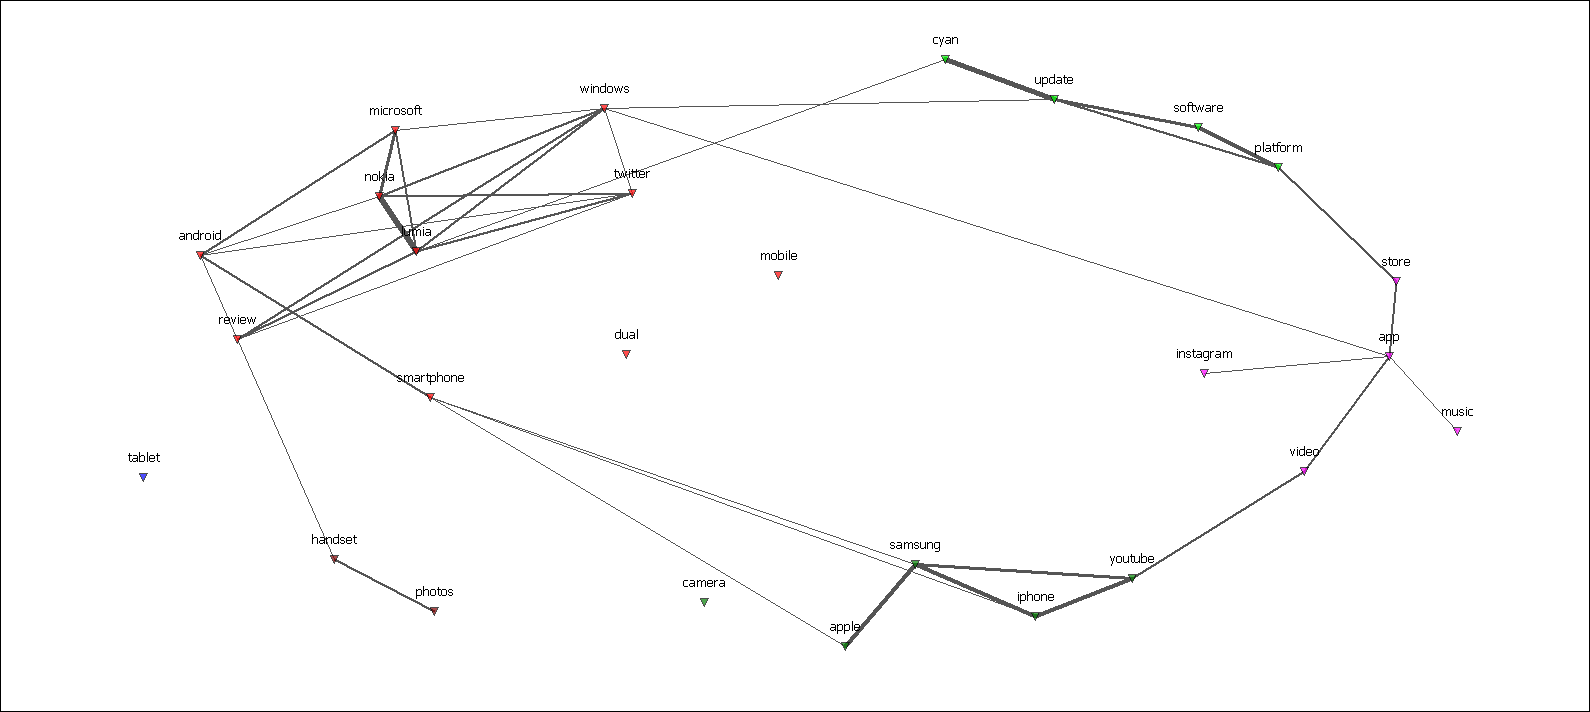 cyan
update
windows
software
microsoft
platform
nokia
twitter
android
lumia
mobile
store
review
dual
app
instagram
smartphone
music
tablet
video
handset
samsung
youtube
camera
photos
iphone
apple